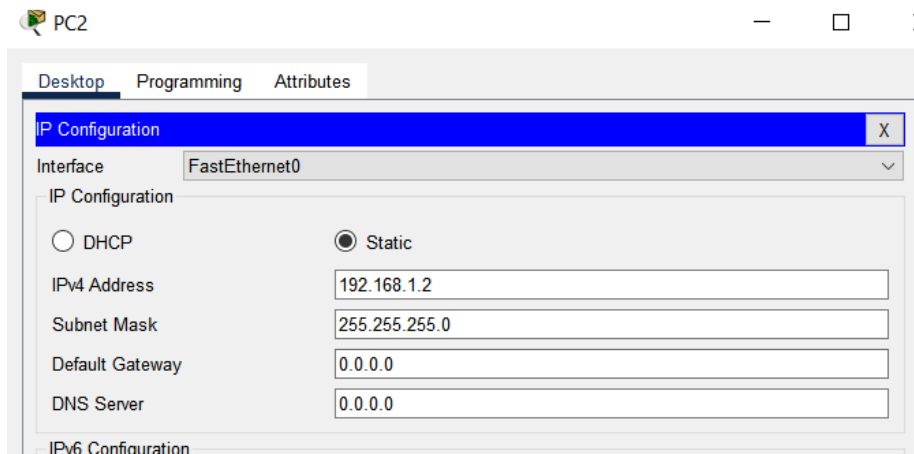 PC2
Desktop Programming Attributes
IP Configuration X
Interface FastEthernet0
IP Configuration
DHCP Static
IPv4 Address 192.168.1.2
Subnet Mask 255.255.255.0
Default Gateway 0.0.0.0
DNS Server 0.0.0.0
IPv6 Configuration